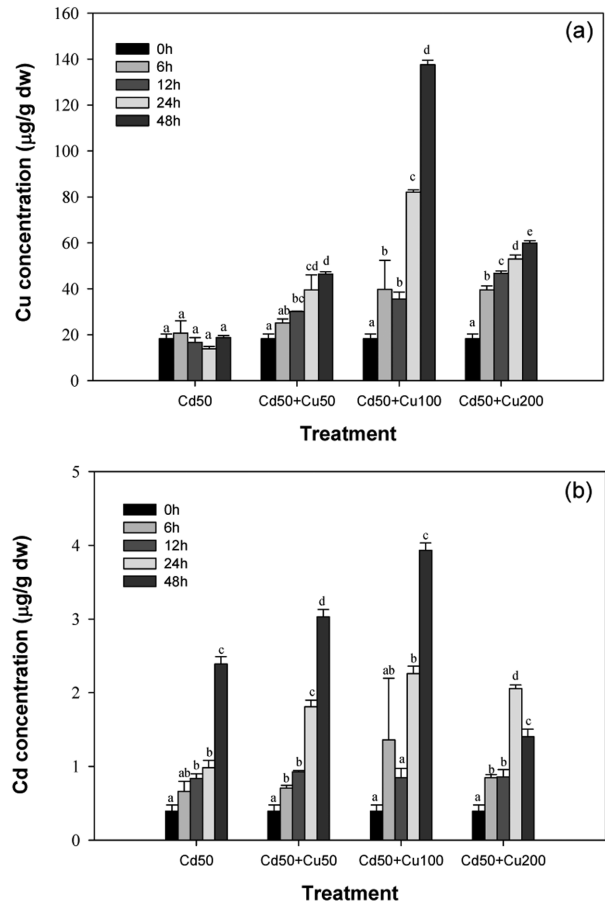 (a)
160
140
120
100
80
60
40
20
0
Cu concentration (µg/g dw)
0h
6h
12h
24h
48h
a a a a a
a ab bc cd d
a b b c d
a b c d e
Cd50 Cd50+Cu50 Cd50+Cu100 Cd50+Cu200
Treatment
(b)
5
4
3
2
1
0
Cd concentration (µg/g dw)
0h
6h
12h
24h
48h
a ab b b c
a b b c d
a ab a b c
a b b d c
Cd50 Cd50+Cu50 Cd50+Cu100 Cd50+Cu200
Treatment